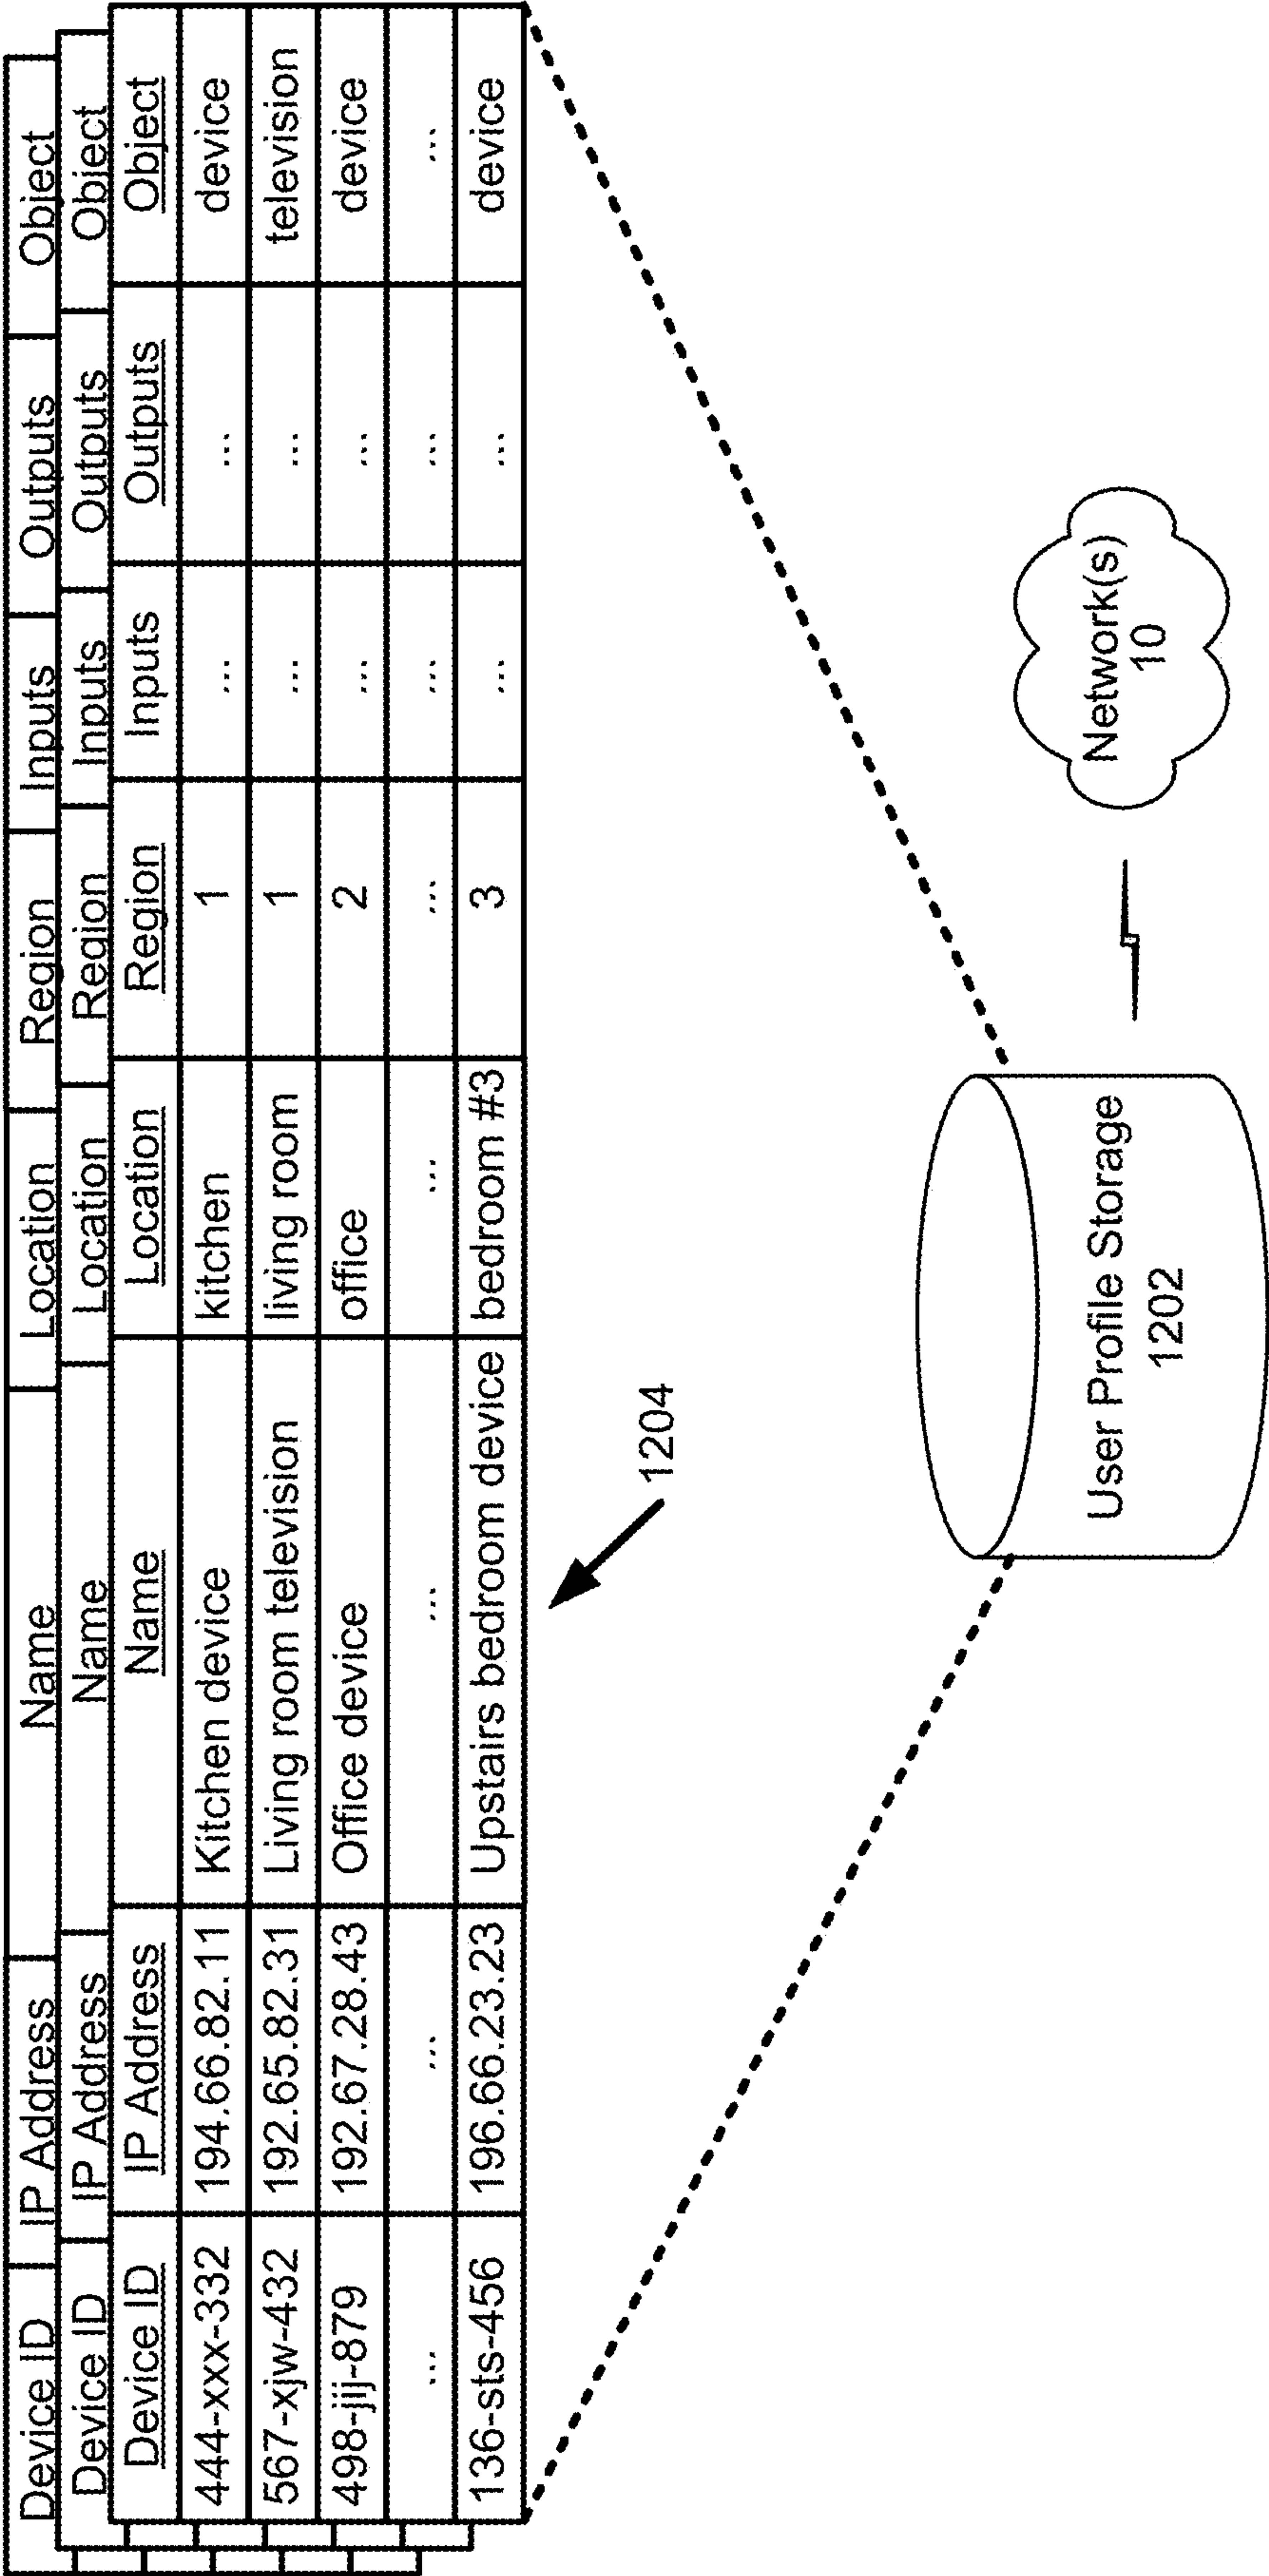 Device ID IP Address Name Location Region Inputs Outputs Object
Device ID IP Address Name Location Region Inputs Outputs Object
Device ID IP Address Name Location Region Inputs Outputs Object
444-xxx-332 194.66.82.11 Kitchen device kitchen 1 ... ... device
567-xjw-432 192.65.82.31 Living room television living room 1 ... ... television
498-jij-879 192.67.28.43 Office device office 2 ... ... device
... ... ... ... ... ... ... ...
136-sts-456 196.66.23.23 Upstairs bedroom device bedroom #3 3 ... ... device
1204
User Profile Storage
1202
Network(s)
10